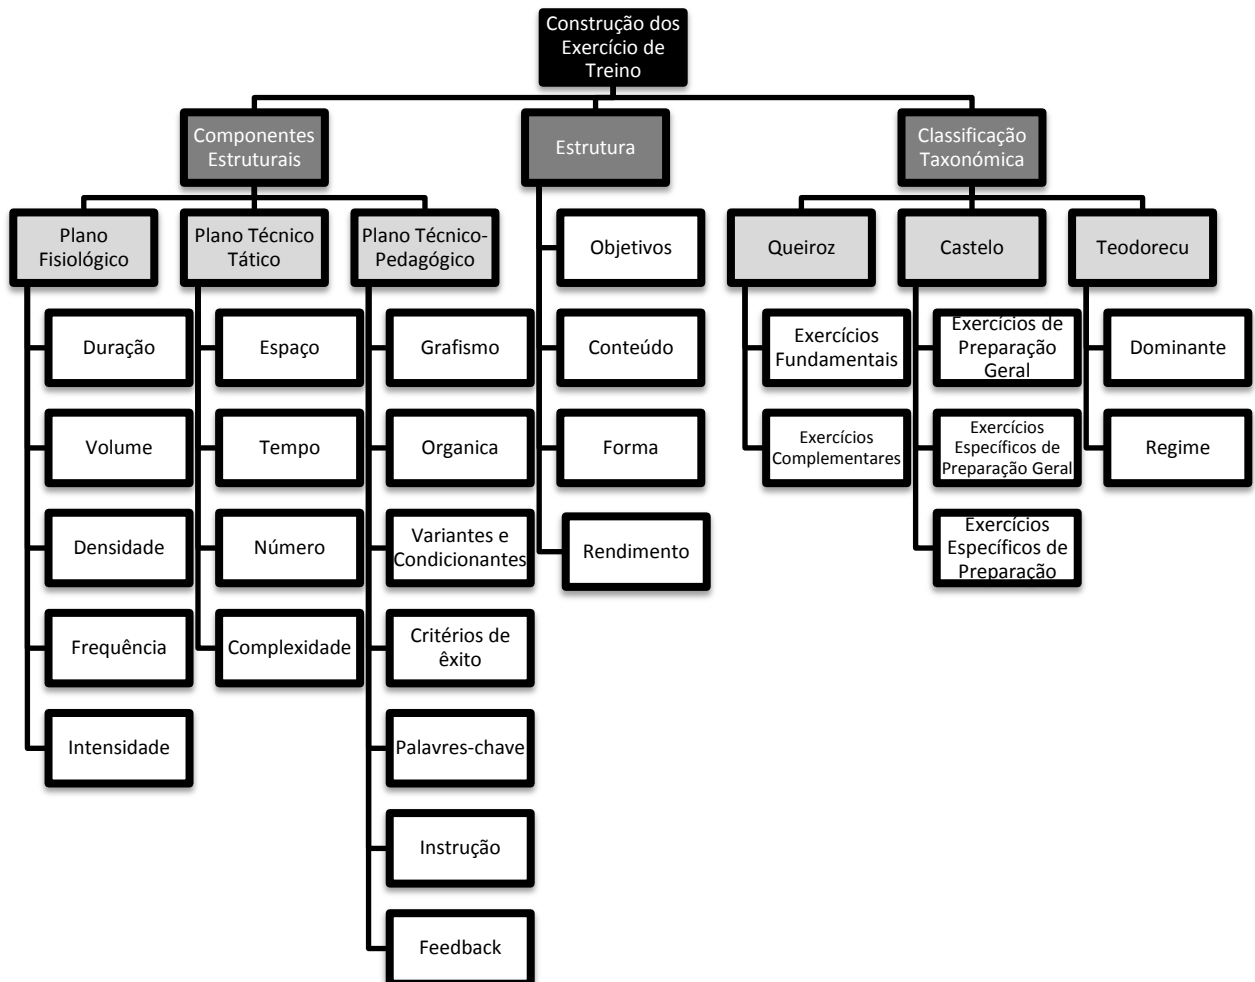 Construção dos
Exercício de
Treino
Componentes
Estruturais
Estrutura
Classificação
Taxonómica
Plano
Fisiológico
Plano Técnico
Tático
Plano Técnico-
Pedagógico
Objetivos
Queiroz
Castelo
Teodorecu
Duração
Espaço
Grafismo
Conteúdo
Exercícios
Fundamentais
Exercícios de
Preparação
Geral
Dominante
Volume
Tempo
Organica
Forma
Exercícios
Complementares
Exercícios
Específicos de
Preparação Geral
Regime
Densidade
Número
Variantes e
Condicionantes
Rendimento
Exercícios
Específicos de
Preparação
Frequência
Complexidade
Critérios de
êxito
Intensidade
Palavres-chave
Instrução
Feedback